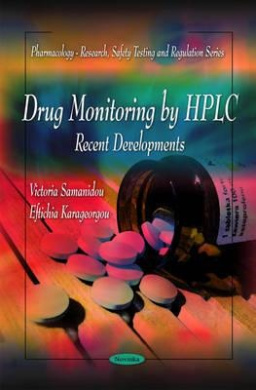 Pharmacology - Research, Safety Testing and Regulation Series
Drug Monitoring by HPLC
Recent Developments
Victoria Samanidou
Eftichia Karageorgou
Novinka